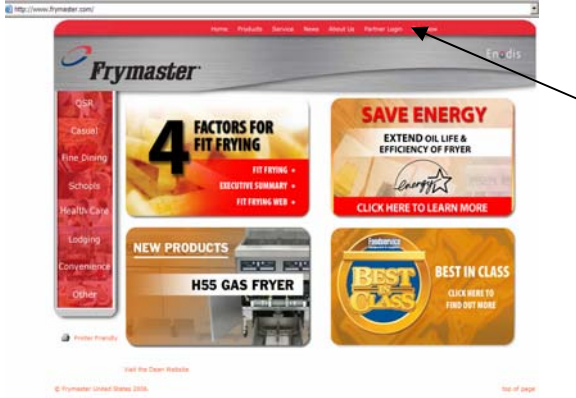 http://www.frymaster.com/
Home Products Service News About Us Partner Login
Frymaster
Enodis
QSR
Casual
Fine Dining
Schools
Health Care
Lodging
Convenience
Other
Printer Friendly
4 FACTORS FOR
FIT FRYING
FIT FRYING
EXECUTIVE SUMMARY
FIT FRYING WEB
SAVE ENERGY
EXTEND OIL LIFE &
EFFICIENCY OF FRYER
energy
CLICK HERE TO LEARN MORE
NEW PRODUCTS
H55 GAS FRYER
Foodservice
BEST
IN
CLASS
BEST IN CLASS
CLICK HERE TO
FIND OUT MORE
Visit the Dean Website
© Frymaster United States 2006.
top of page